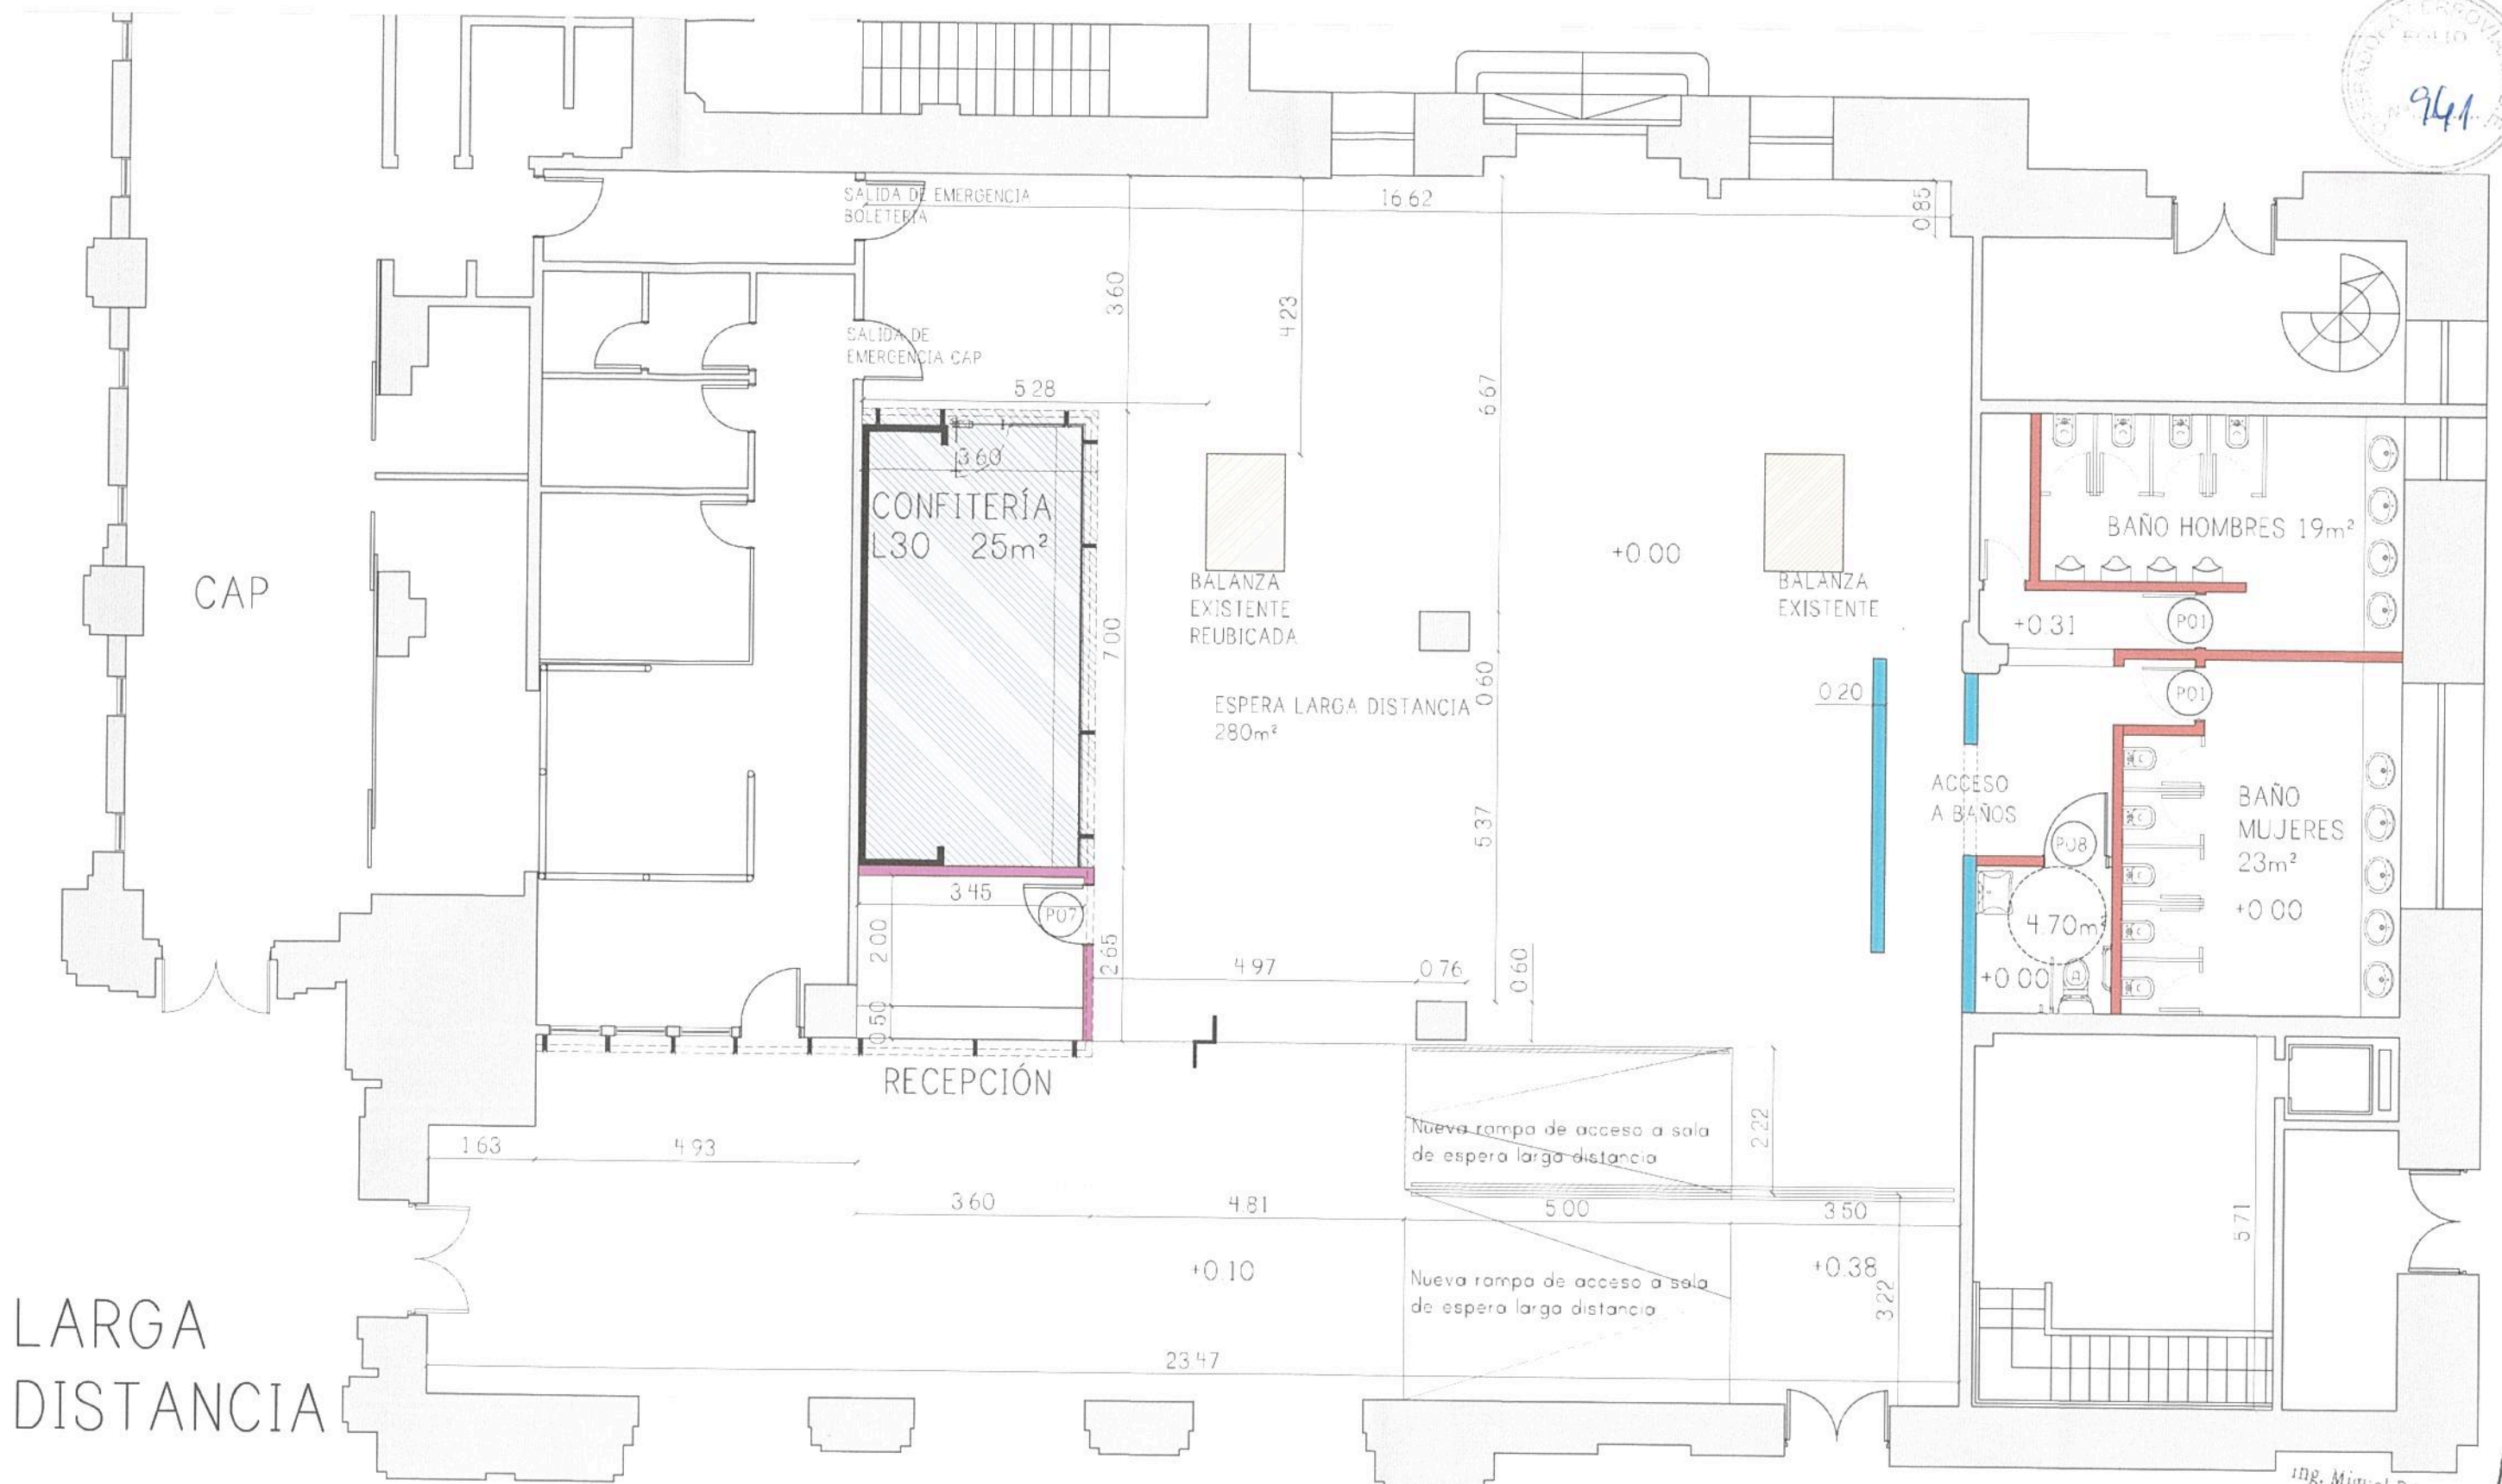 FOLIO
941
SALIDA DE EMERGENCIA
BOLETERÍA
16.62
0.85
3.60
4.23
SALIDA DE
EMERGENCIA CAP
5.28
6.67
3.60
CONFITERÍA
L30 25m²
BALANZA
EXISTENTE
REUBICADA
+0.00
BALANZA
EXISTENTE
BAÑO HOMBRES 19m²
CAP
7.00
+0.31
P01
0.60
ESPERA LARGA DISTANCIA
280m²
0.20
P01
5.37
ACCESO
A BAÑOS
P08
BAÑO
MUJERES
23m²
+0.00
3.45
P07
2.00
2.65
4.97
0.76
0.60
4.70m²
+0.00
0.50
RECEPCIÓN
1.63
4.93
Nueva rampa de acceso a sala
de espera larga distancia
2.22
3.60
4.81
5.00
3.50
5.71
+0.10
Nueva rampa de acceso a sala
de espera larga distancia
+0.38
3.22
LARGA
DISTANCIA
23.47
Ing. Miguel